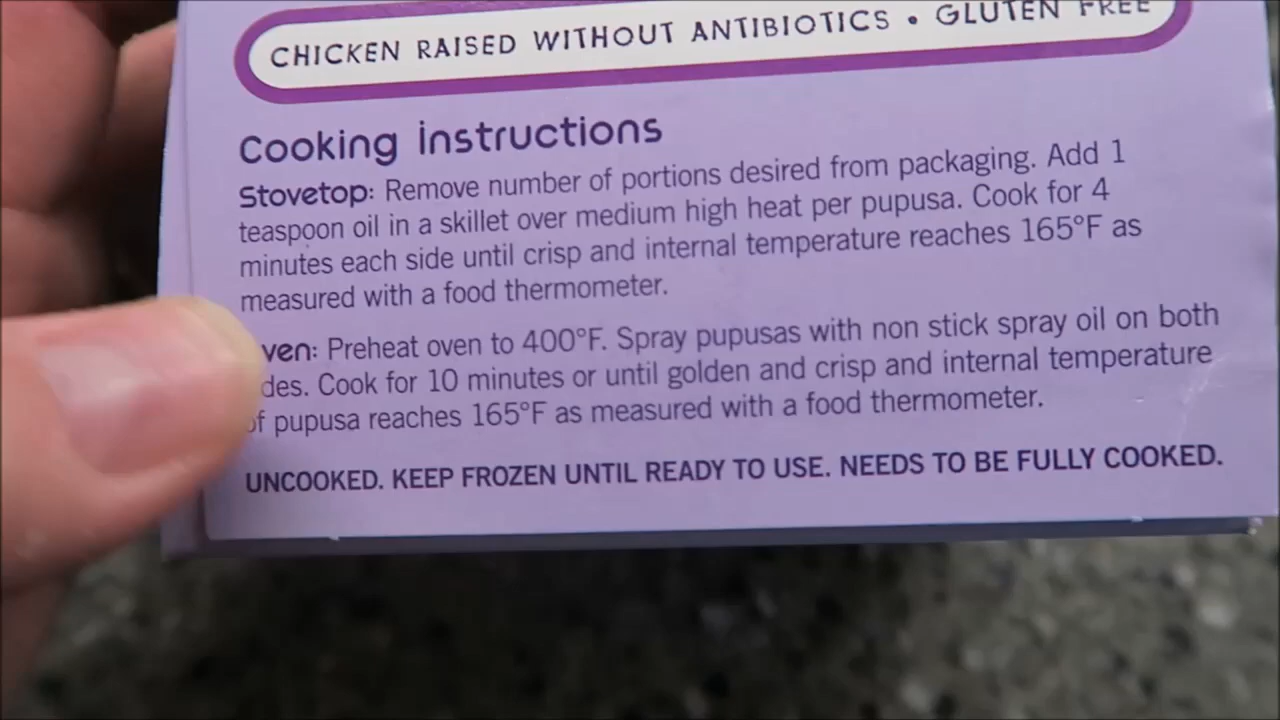 CHICKEN RAISED WITHOUT ANTIBIOTICS • GLUTEN FREE
Cooking instructions
Stovetop: Remove number of portions desired from packaging. Add 1
teaspoon oil in a skillet over medium high heat per pupusa. Cook for 4
minutes each side until crisp and internal temperature reaches 165°F as
measured with a food thermometer.
ven: Preheat oven to 400°F. Spray pupusas with non stick spray oil on both
des. Cook for 10 minutes or until golden and crisp and internal temperature
of pupusa reaches 165°F as measured with a food thermometer.
UNCOOKED. KEEP FROZEN UNTIL READY TO USE. NEEDS TO BE FULLY COOKED.